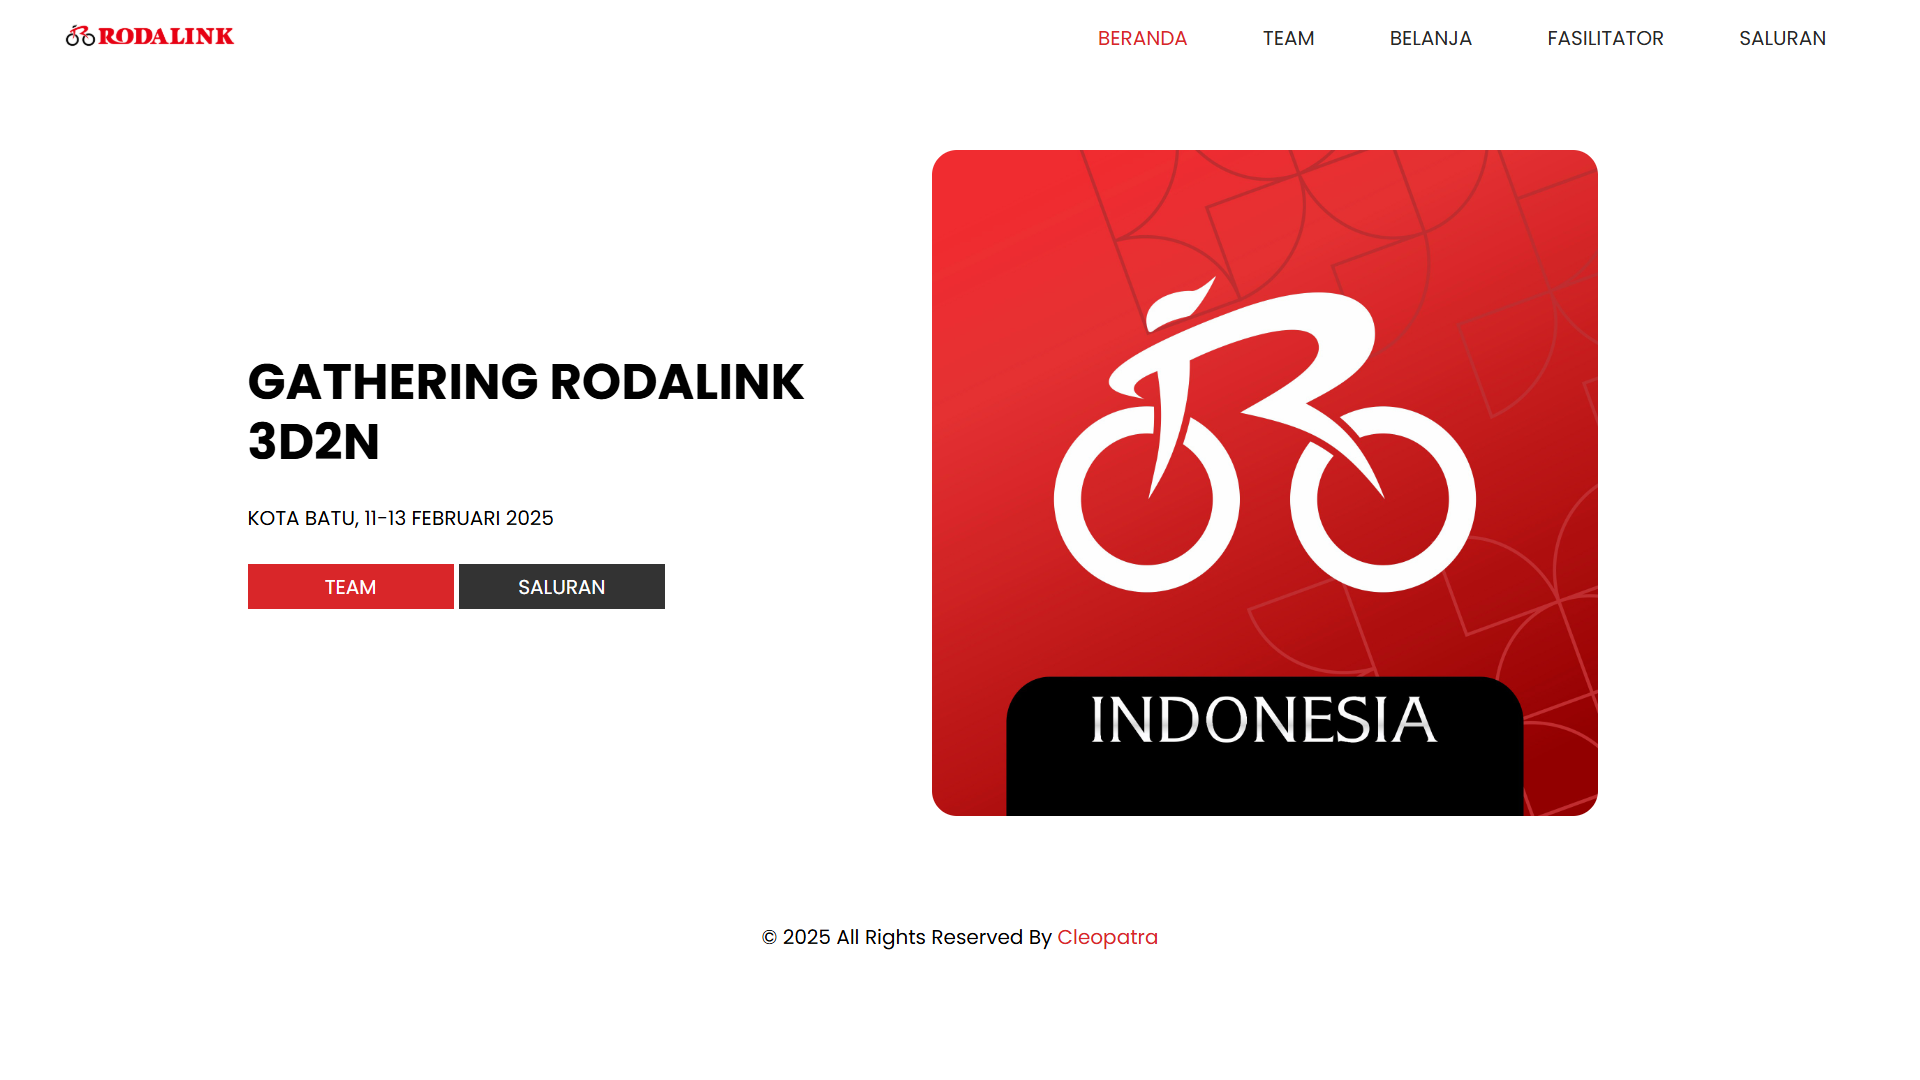 RODALINK
BERANDA
TEAM
BELANJA
FASILITATOR
SALURAN
GATHERING RODALINK
3D2N
KOTA BATU, 11-13 FEBRUARI 2025
TEAM
SALURAN
INDONESIA
© 2025 All Rights Reserved By Cleopatra